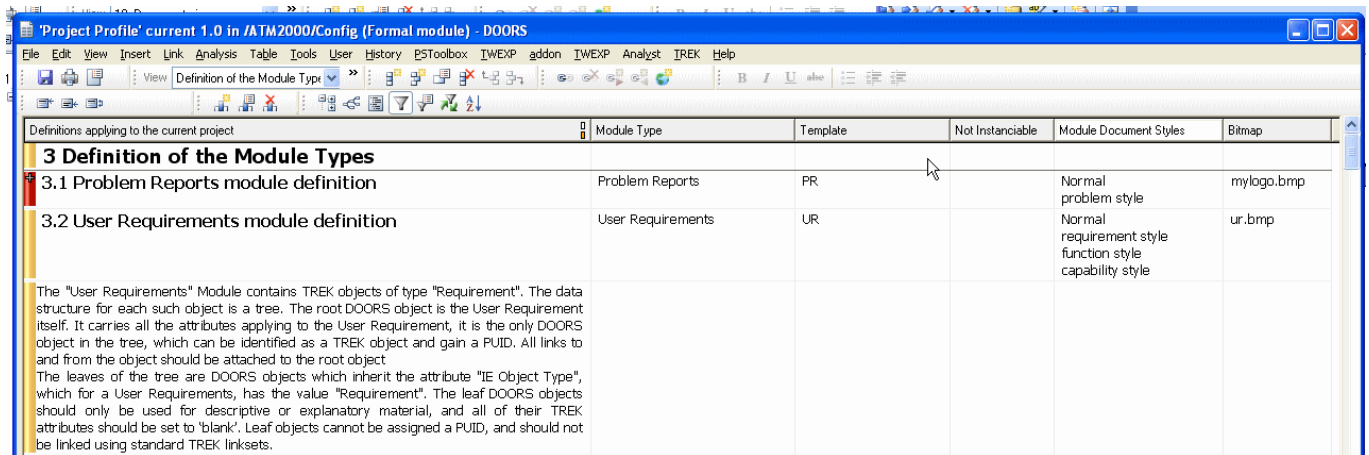 'Project Profile' current 1.0 in /ATM2000/Config (Formal module) - DOORS
File Edit View Insert Link Analysis Table Tools User History PSToolbox TWEXP addon TWEXP Analyst TREK Help
View Definition of the Module Type » B I U abc
Definitions applying to the current project Module Type Template Not Instanciable Module Document Styles Bitmap
3 Definition of the Module Types
3.1 Problem Reports module definition Problem Reports PR Normal mylogo.bmp
problem style
3.2 User Requirements module definition User Requirements UR Normal ur.bmp
requirement style
function style
capability style
The "User Requirements" Module contains TREK objects of type "Requirement". The data
structure for each such object is a tree. The root DOORS object is the User Requirement
itself. It carries all the attributes applying to the User Requirement, it is the only DOORS
object in the tree, which can be identified as a TREK object and gain a PUID. All links to
and from the object should be attached to the root object
The leaves of the tree are DOORS objects which inherit the attribute "IE Object Type",
which for a User Requirements, has the value "Requirement". The leaf DOORS objects
should only be used for descriptive or explanatory material, and all of their TREK
attributes should be set to 'blank'. Leaf objects cannot be assigned a PUID, and should not
be linked using standard TREK linksets.